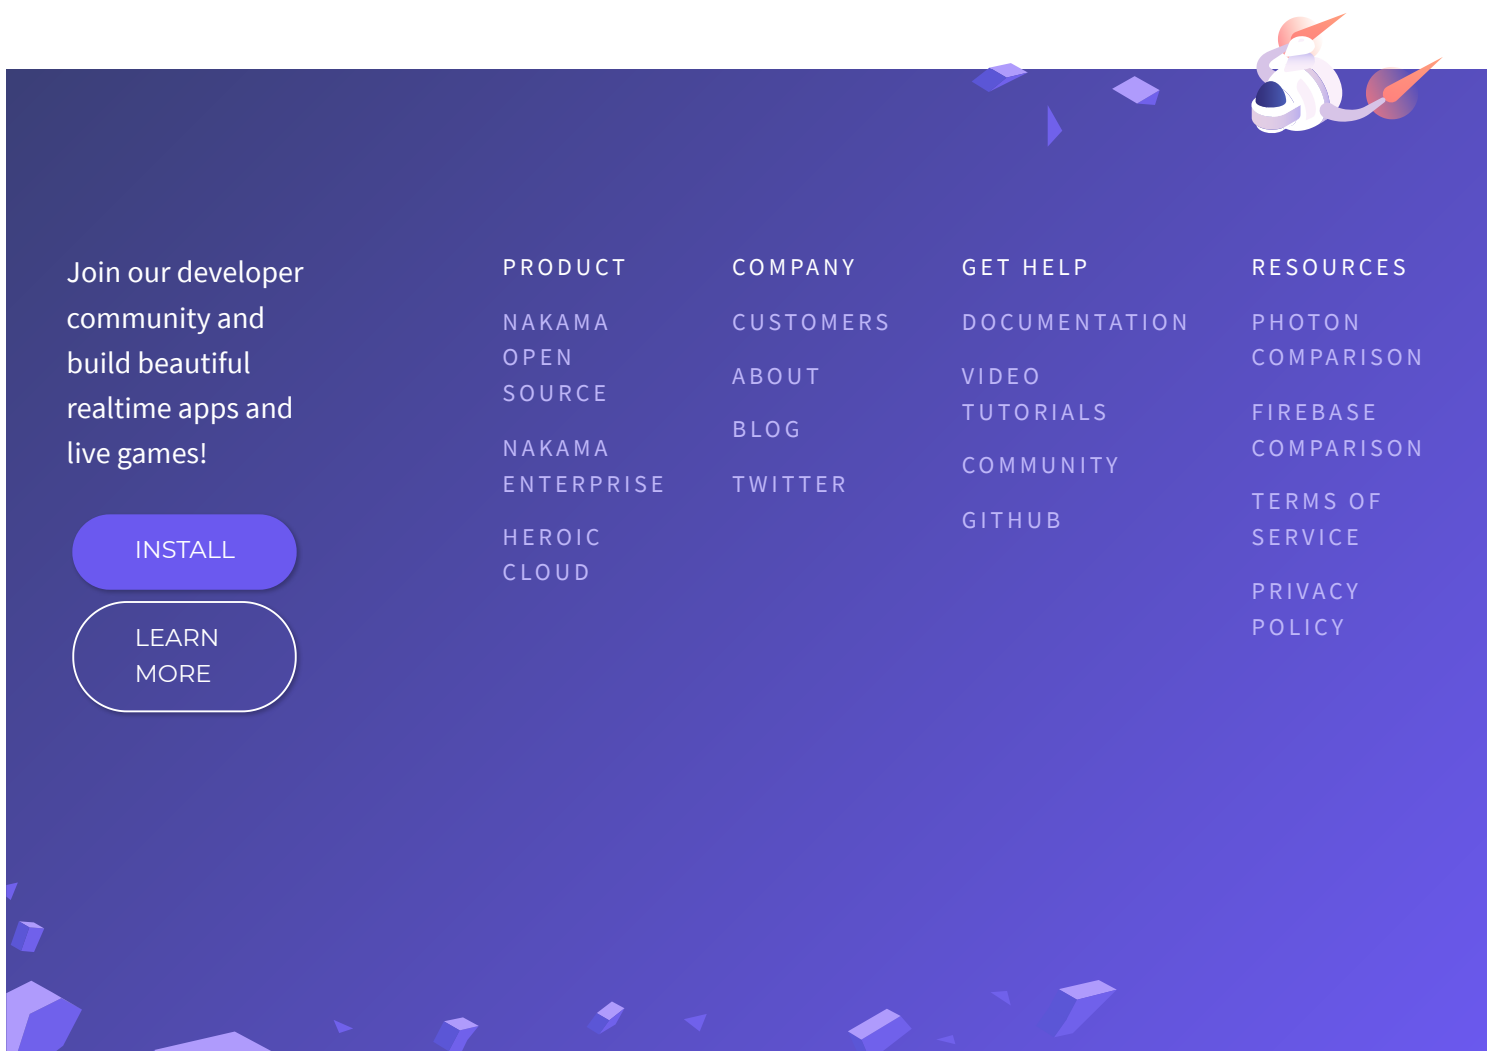 Join our developer
community and
build beautiful
realtime apps and
live games!
INSTALL
LEARN
MORE
PRODUCT
NAKAMA
OPEN
SOURCE
NAKAMA
ENTERPRISE
HEROIC
CLOUD
COMPANY
CUSTOMERS
ABOUT
BLOG
TWITTER
GET HELP
DOCUMENTATION
VIDEO
TUTORIALS
COMMUNITY
GITHUB
RESOURCES
PHOTON
COMPARISON
FIREBASE
COMPARISON
TERMS OF
SERVICE
PRIVACY
POLICY